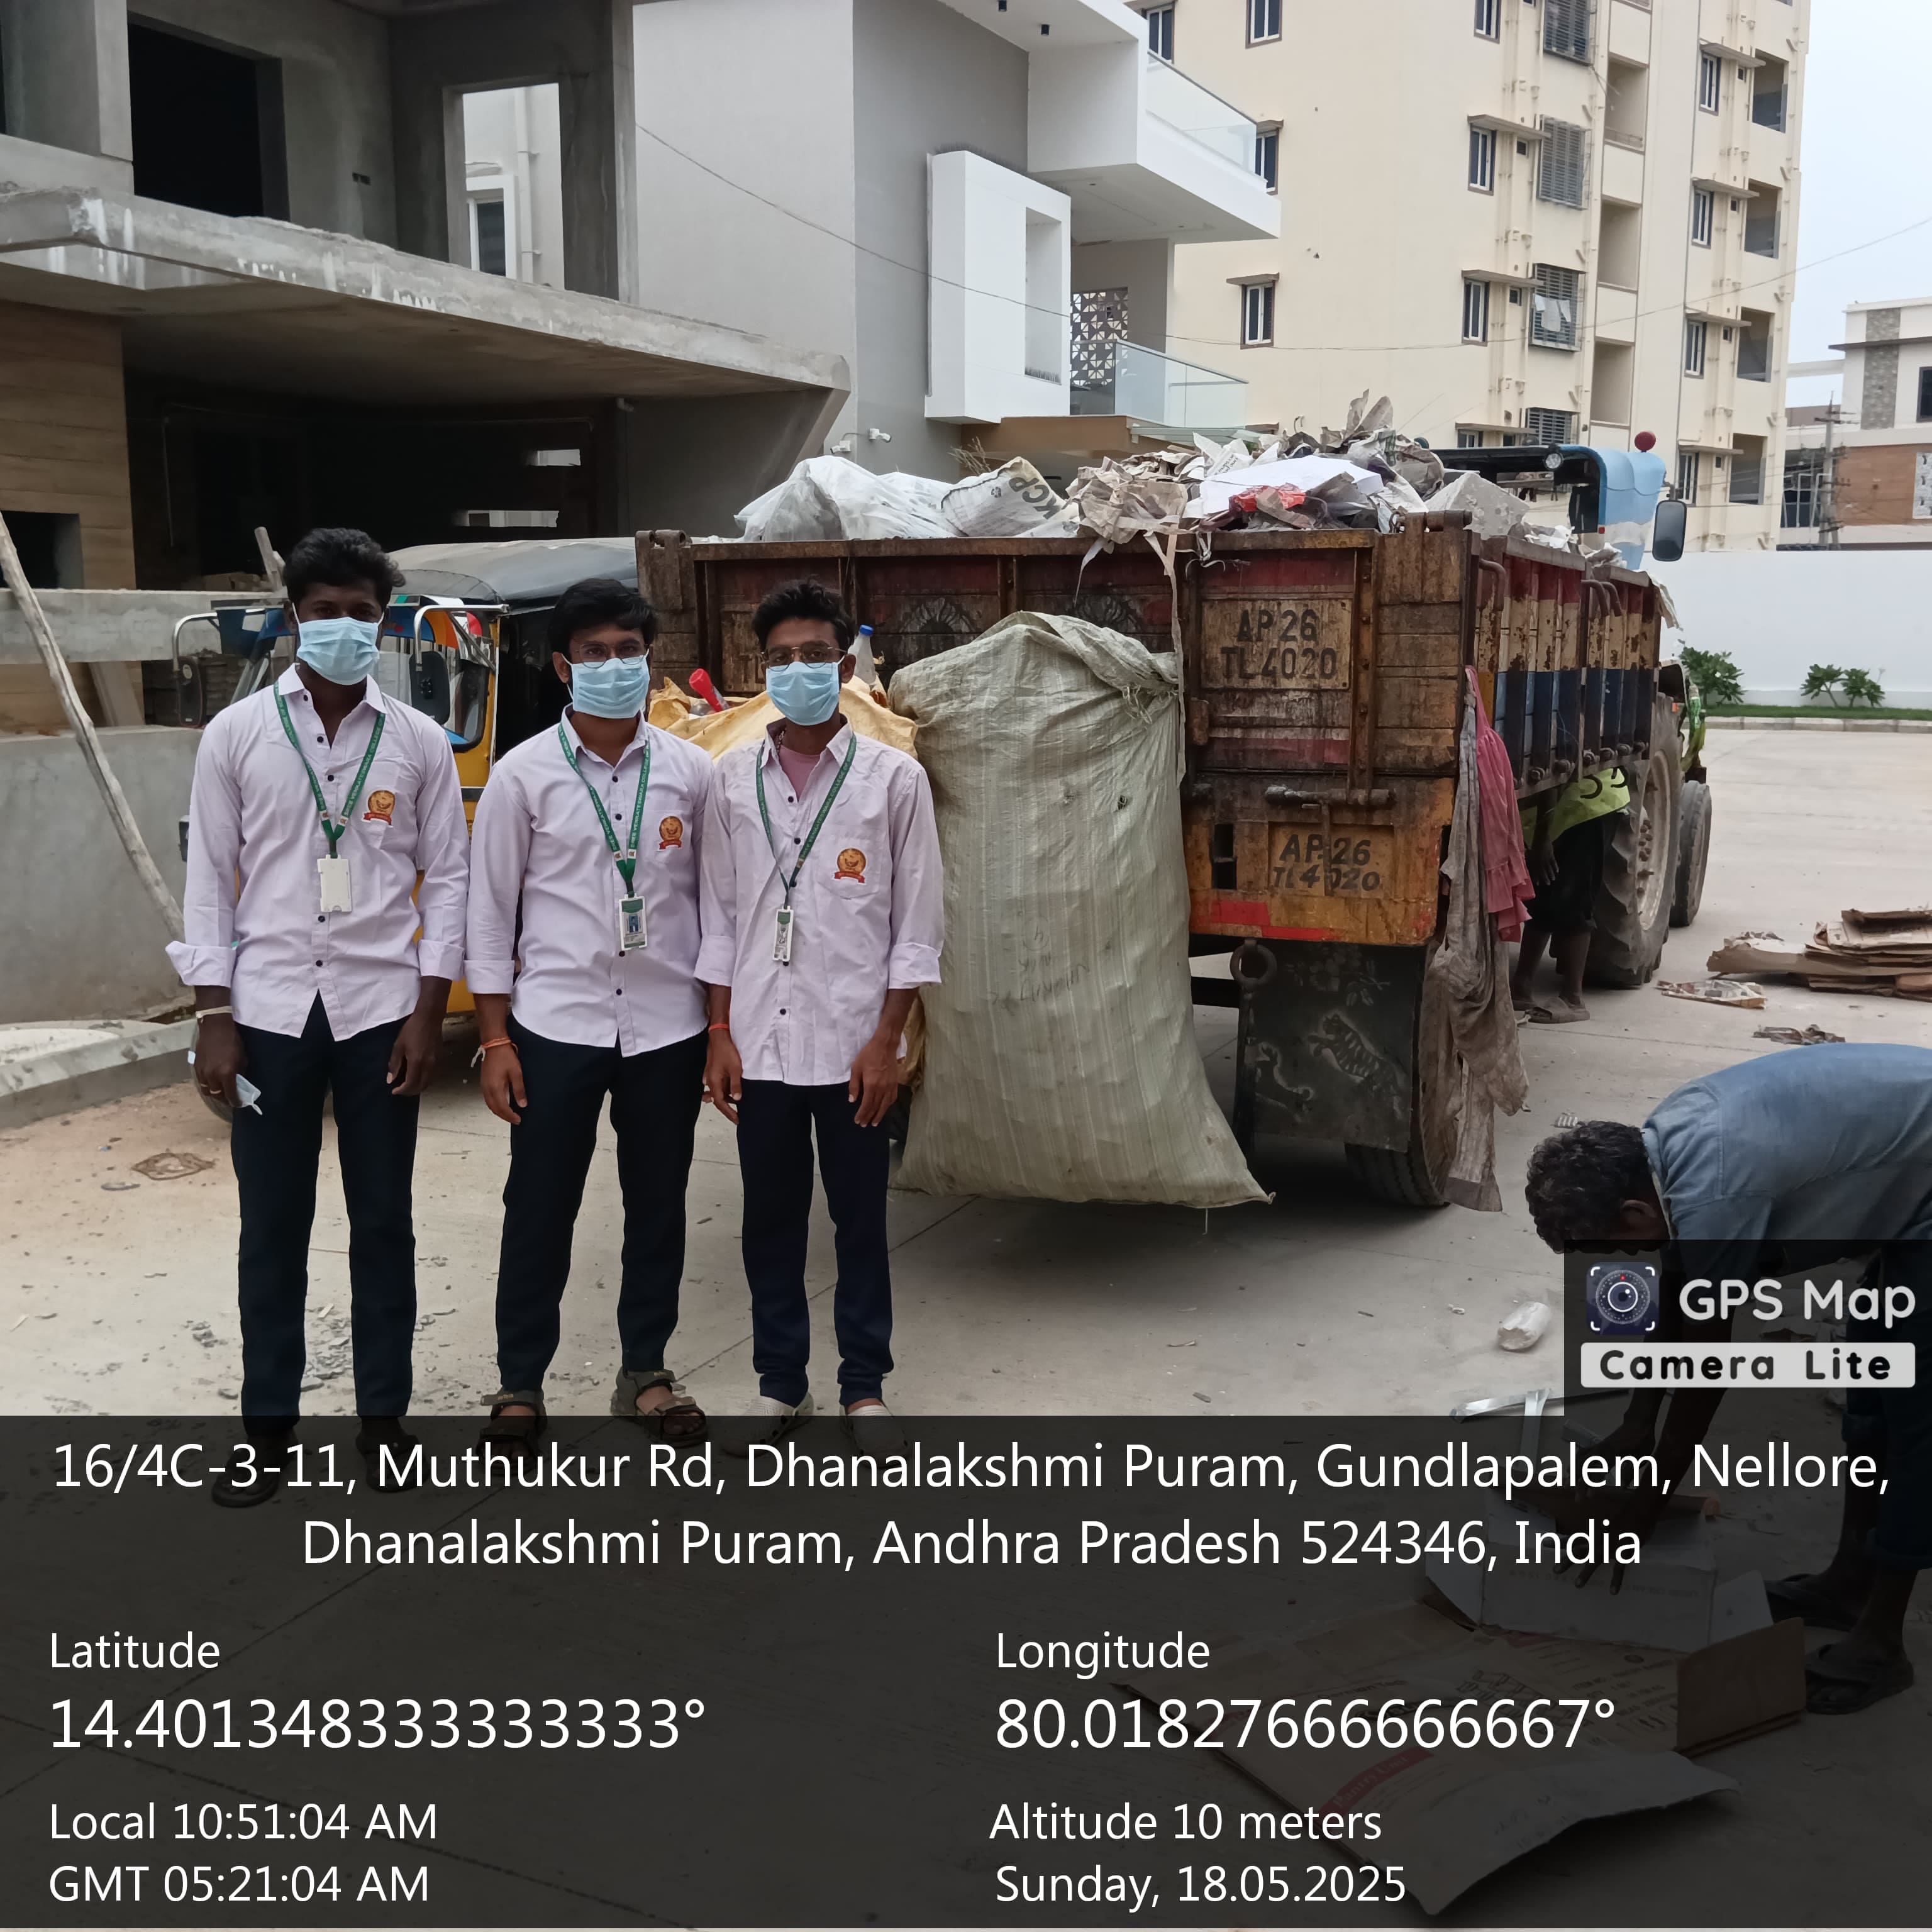 KCP
AP 26
TL 4020
AP 26
TL 4020
GPS Map
Camera Lite
16/4C-3-11, Muthukur Rd, Dhanalakshmi Puram, Gundlapalem, Nellore,
Dhanalakshmi Puram, Andhra Pradesh 524346, India
Latitude
14.401348333333333°
Longitude
80.01827666666667°
Local 10:51:04 AM
GMT 05:21:04 AM
Altitude 10 meters
Sunday, 18.05.2025